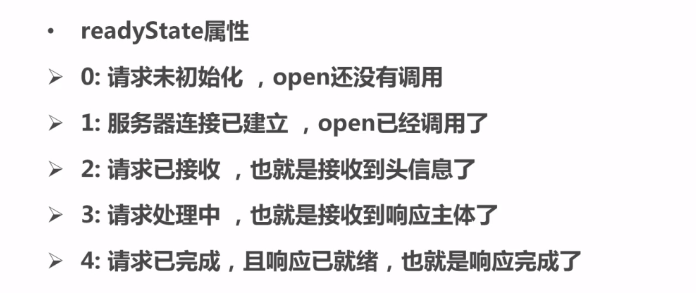 • readyState属性
➢ 0: 请求未初始化 ，open还没有调用
➢ 1: 服务器连接已建立 ，open已经调用了
➢ 2: 请求已接收 ，也就是接收到头信息了
➢ 3: 请求处理中 ，也就是接收到响应主体了
➢ 4: 请求已完成，且响应已就绪，也就是响应完成了